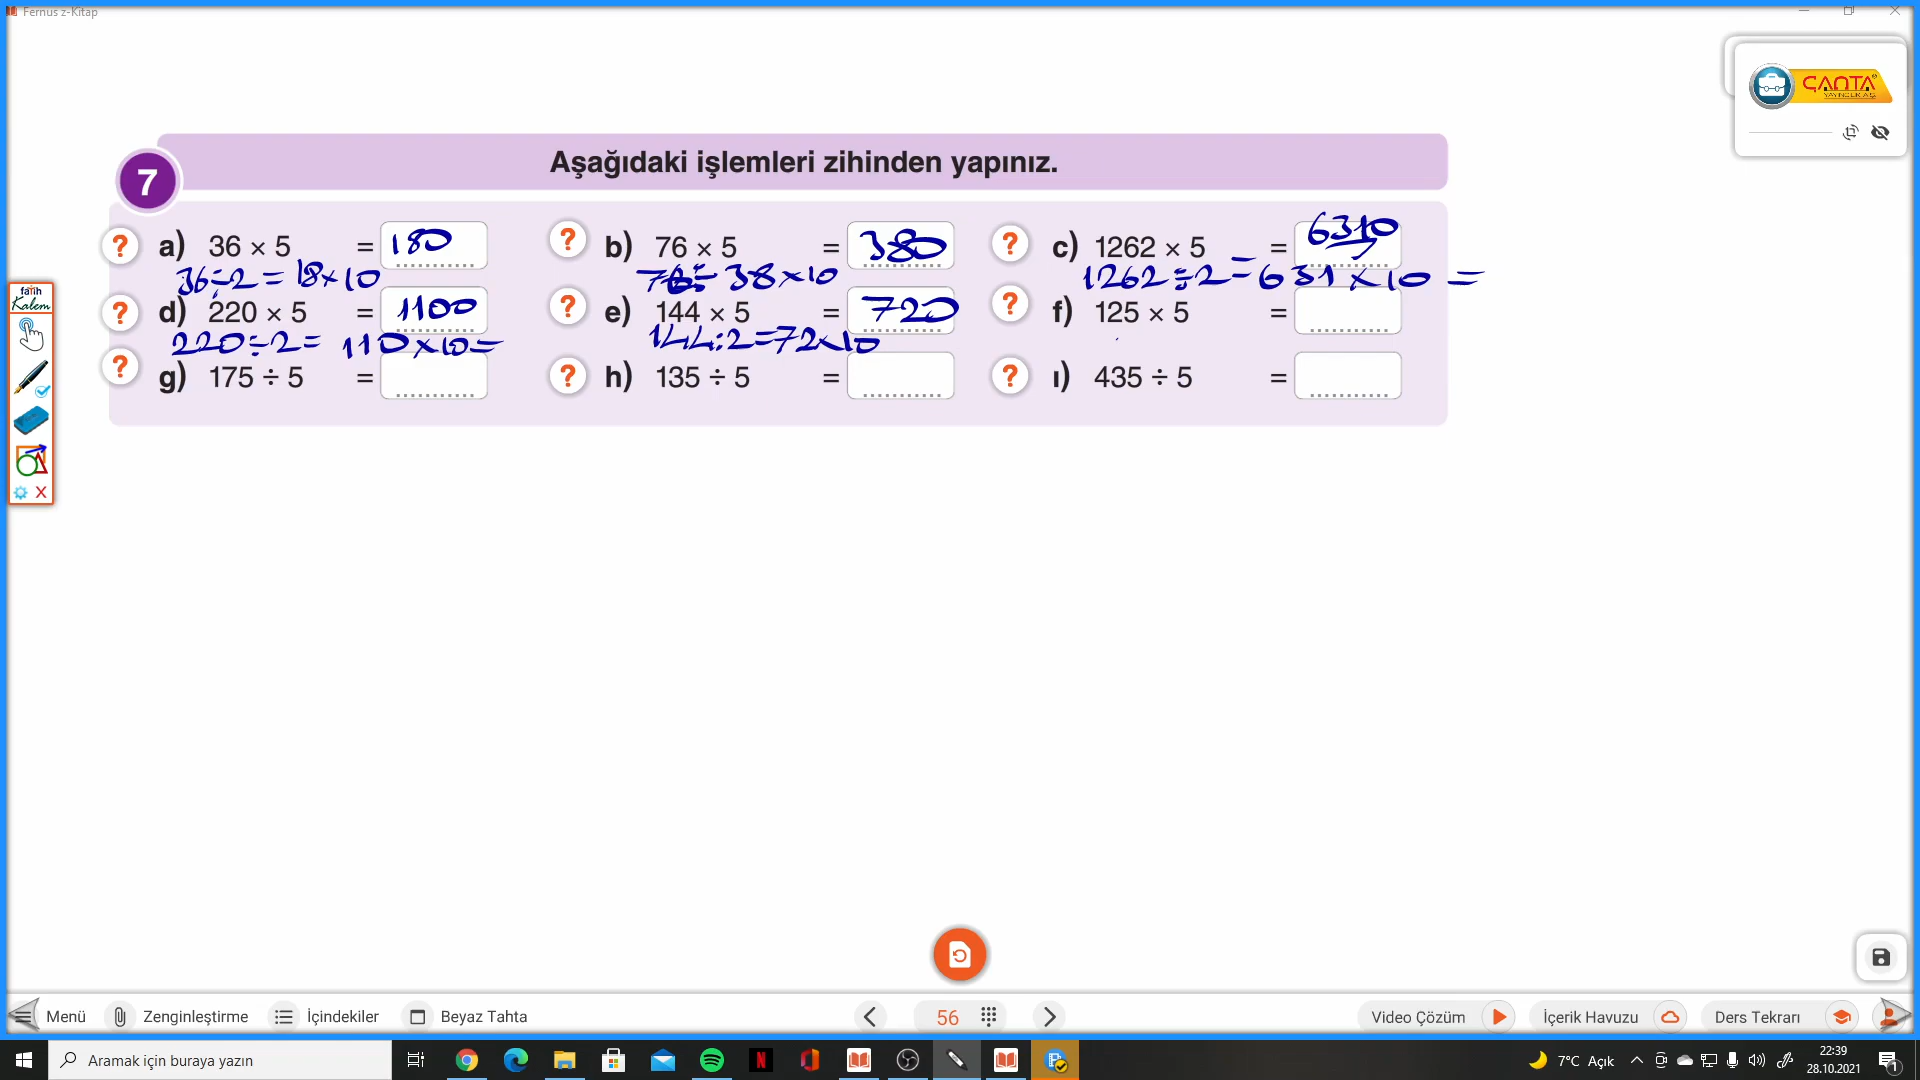 Fernus z-Kitap
ÇANTA
YAYINCILIK A.Ş.
7
Aşağıdaki işlemleri zihinden yapınız.
? a) 36 × 5 = 180
? b) 76 × 5 = 380
? c) 1262 × 5 = 6310
36÷2=18×10
76÷ 38×10
1262÷2=631×10=
? d) 220 × 5 = 1100
? e) 144 × 5 = 720
? f) 125 × 5 =
220÷2= 110×10=
144:2=72×10
? g) 175 ÷ 5 =
? h) 135 ÷ 5 =
? ı) 435 ÷ 5 =
fatih
Kalem
Menü
Zenginleştirme
İçindekiler
Beyaz Tahta
56
Video Çözüm
İçerik Havuzu
Ders Tekrarı
Aramak için buraya yazın
7°C Açık
22:39
28.10.2021
1